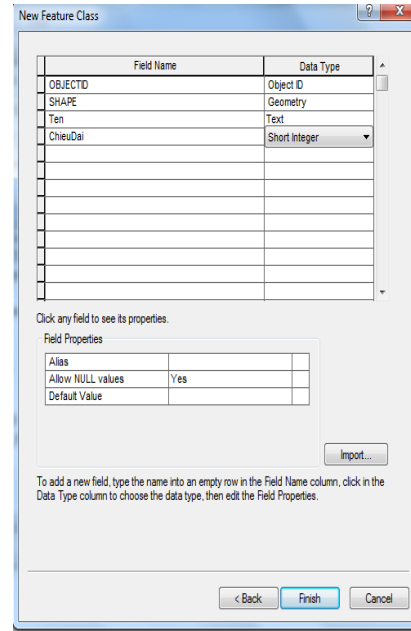 New Feature Class
Field Name Data Type
OBJECTID Object ID
SHAPE Geometry
Ten Text
ChieuDai Short Integer
Click any field to see its properties.
Field Properties
Alias
Allow NULL values Yes
Default Value
Import...
To add a new field, type the name into an empty row in the Field Name column, click in the
Data Type column to choose the data type, then edit the Field Properties.
< Back Finish Cancel